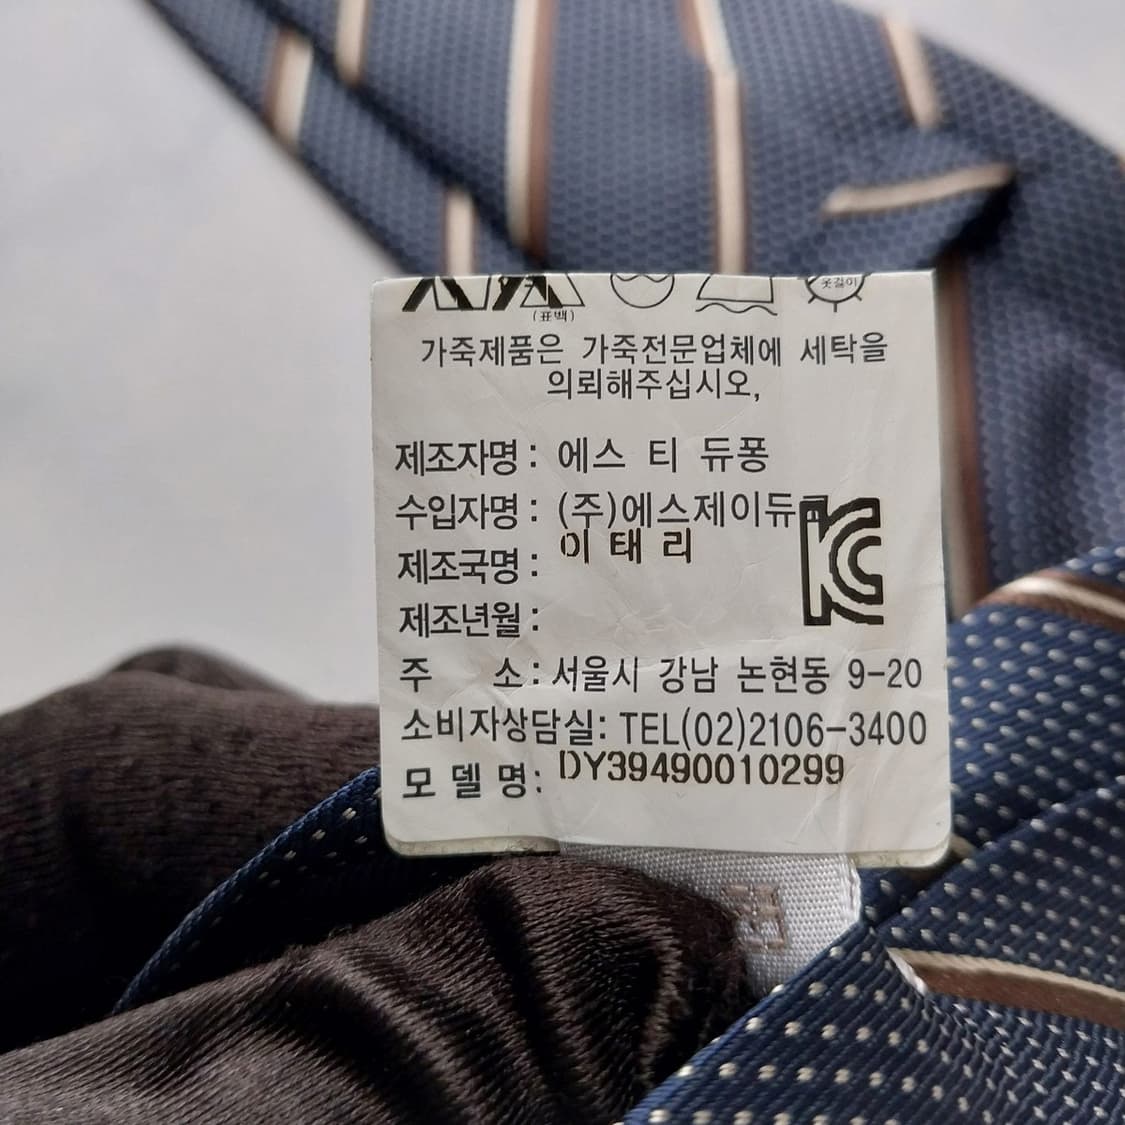 (표백)
옷걸이
가죽제품은 가죽전문업체에 세탁을
의뢰해주십시오,
제조자명 : 에스 티 듀퐁
수입자명 : (주)에스제이듀
제조국명 : 이 태 리
제조년월 :
주 소 : 서울시 강남 논현동 9-20
소비자상담실: TEL(02)2106-3400
모 델 명: DY39490010299